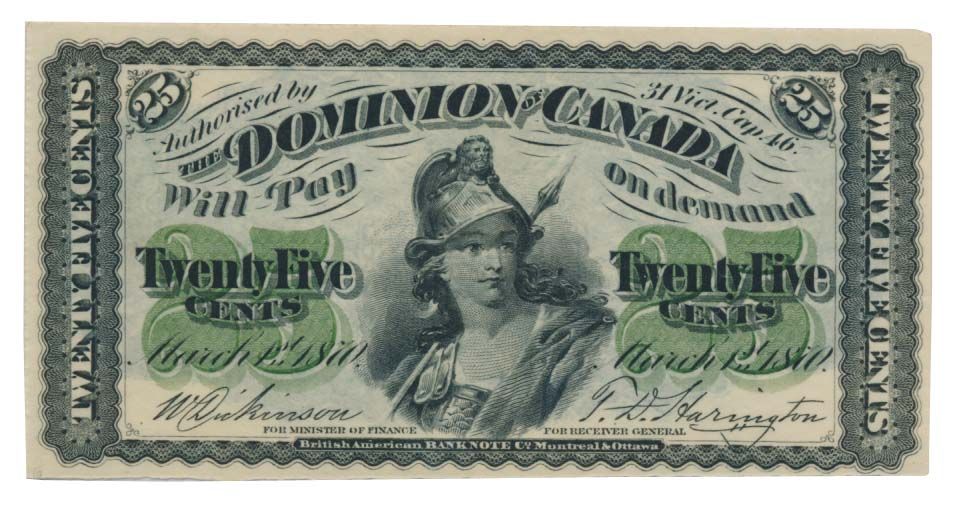 25
25
Authorised by
31 Vict. Cap. 46.
THE DOMINION OF CANADA
Will Pay
on demand
Twenty Five
CENTS
Twenty Five
CENTS
25
25
March 1st. 1870.
March 1st. 1870.
W Dickinson
T. D. Harington
FOR MINISTER OF FINANCE
FOR RECEIVER GENERAL
British American BANK NOTE Co. Montreal & Ottawa
TWENTY FIVE CENTS
TWENTY FIVE CENTS